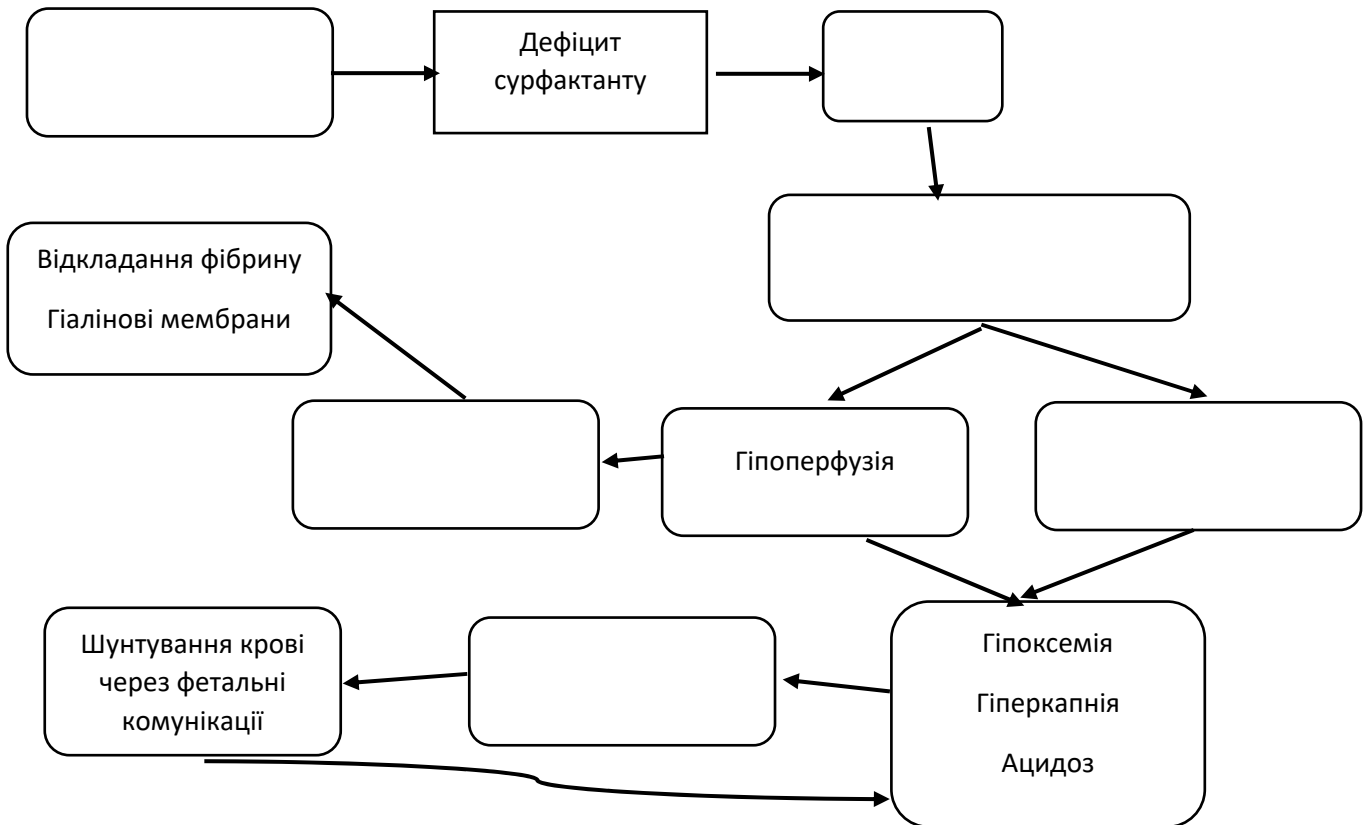 Дефіцит
сурфактанту
Відкладання фібрину
Гіалінові мембрани
Гіпоперфузія
Шунтування крові
через фетальні
комунікації
Гіпоксемія
Гіперкапнія
Ацидоз